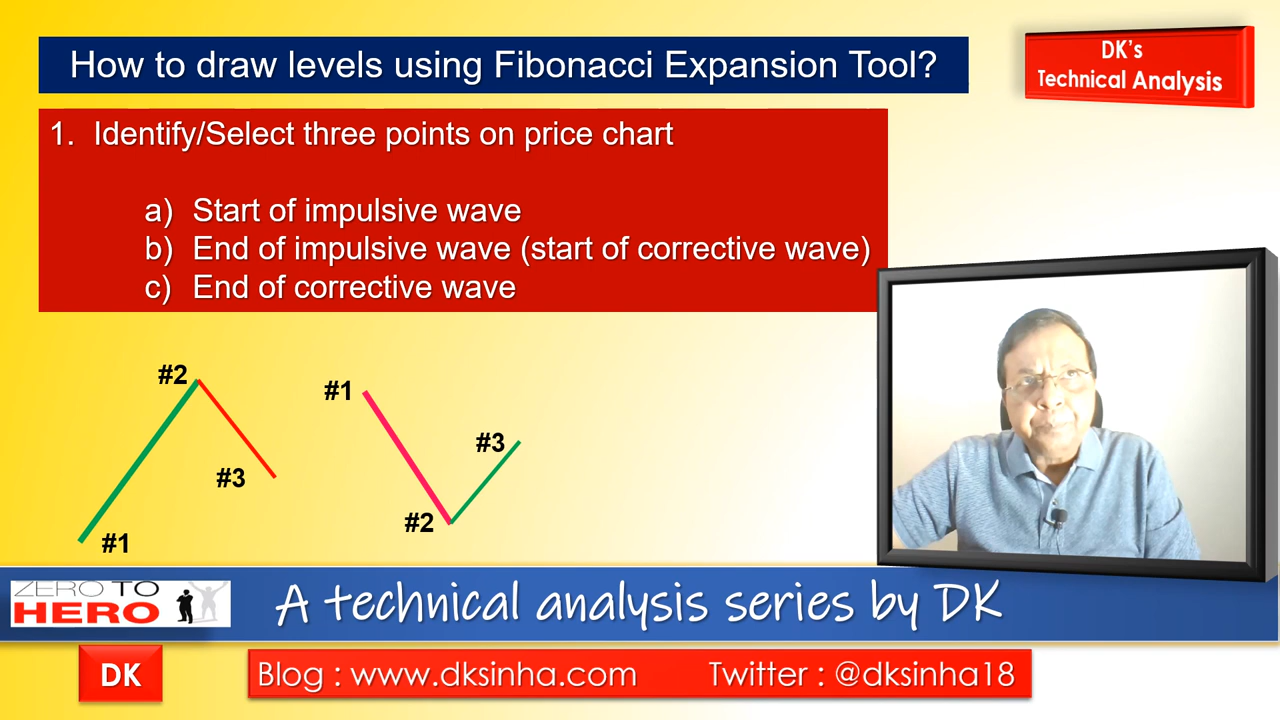 How to draw levels using Fibonacci Expansion Tool?
DK's
Technical Analysis
1. Identify/Select three points on price chart
a) Start of impulsive wave
b) End of impulsive wave (start of corrective wave)
c) End of corrective wave
#2
#3
#1
#1
#3
#2
ZERO TO
HERO
A technical analysis series by DK
DK
Blog : www.dksinha.com
Twitter : @dksinha18